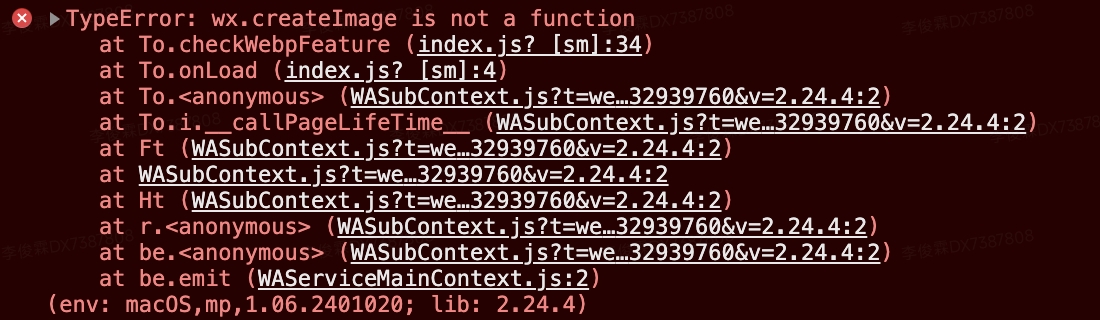 TypeError: wx.createImage is not a function
at To.checkWebpFeature (index.js? [sm]:34)
at To.onLoad (index.js? [sm]:4)
at To.<anonymous> (WASubContext.js?t=we…32939760&v=2.24.4:2)
at To.i.__callPageLifeTime__ (WASubContext.js?t=we…32939760&v=2.24.4:2)
at Ft (WASubContext.js?t=we…32939760&v=2.24.4:2)
at WASubContext.js?t=we…32939760&v=2.24.4:2
at Ht (WASubContext.js?t=we…32939760&v=2.24.4:2)
at r.<anonymous> (WASubContext.js?t=we…32939760&v=2.24.4:2)
at be.<anonymous> (WASubContext.js?t=we…32939760&v=2.24.4:2)
at be.emit (WAServiceMainContext.js:2)
(env: macOS,mp,1.06.2401020; lib: 2.24.4)